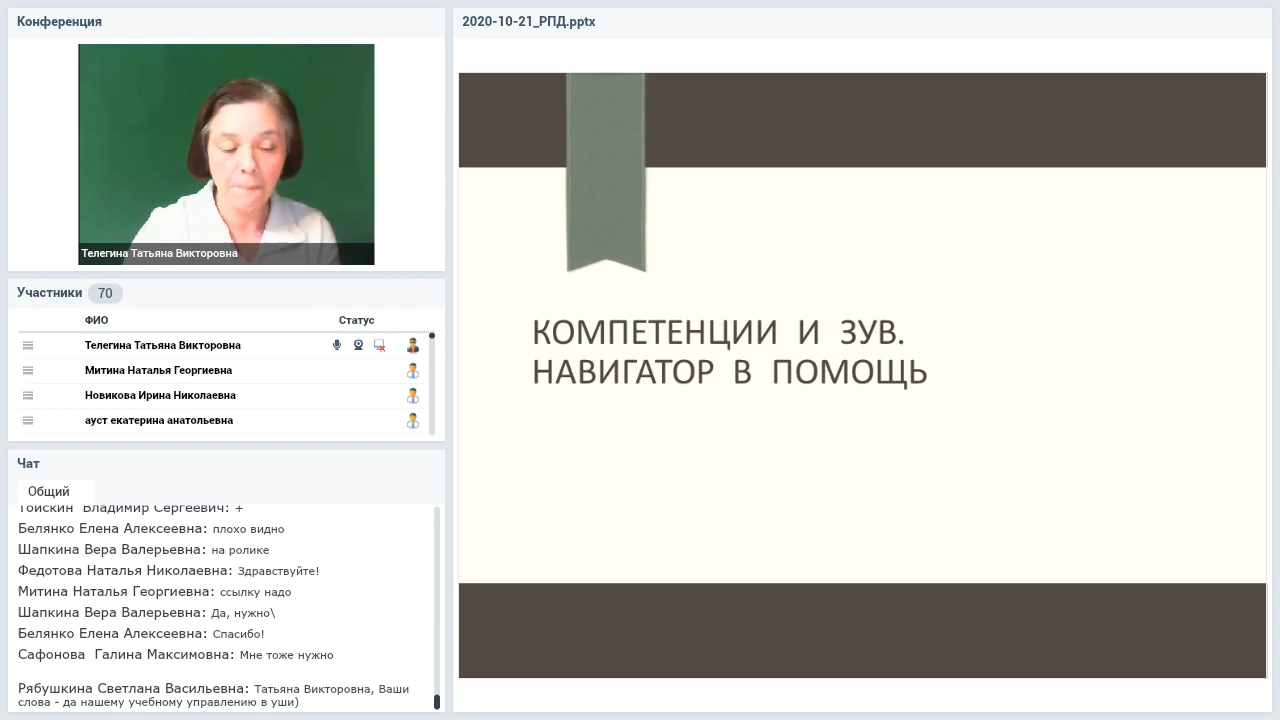 Конференция
Телегина Татьяна Викторовна
Участники 70
ФИО Статус
Телегина Татьяна Викторовна
Митина Наталья Георгиевна
Новикова Ирина Николаевна
ауст екатерина анатольевна
Чат
Общий
Тойскин Владимир Сергеевич: +
Белянко Елена Алексеевна: плохо видно
Шапкина Вера Валерьевна: на ролике
Федотова Наталья Николаевна: Здравствуйте!
Митина Наталья Георгиевна: ссылку надо
Шапкина Вера Валерьевна: Да, нужно\
Белянко Елена Алексеевна: Спасибо!
Сафонова Галина Максимовна: Мне тоже нужно
Рябушкина Светлана Васильевна: Татьяна Викторовна, Ваши
слова - да нашему учебному управлению в уши)
2020-10-21_РПД.pptx
КОМПЕТЕНЦИИ И ЗУВ.
НАВИГАТОР В ПОМОЩЬ